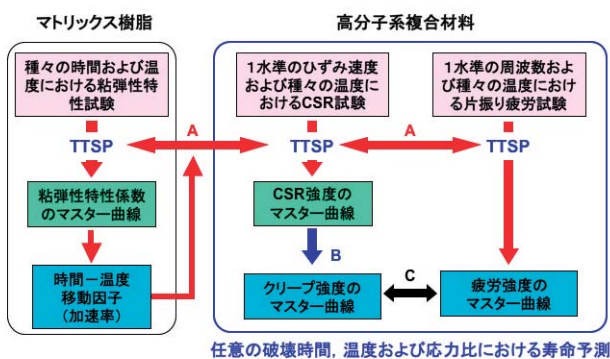 マトリックス樹脂
高分子系複合材料
種々の時間および温
度における粘弾性特
性試験
1水準のひずみ速度
および種々の温度に
おけるCSR試験
1水準の周波数およ
び種々の温度におけ
る片振り疲労試験
A
A
TTSP
TTSP
TTSP
粘弾性特性係数
のマスター曲線
CSR強度の
マスター曲線
B
時間－温度
移動因子
(加速率)
クリープ強度の
マスター曲線
C
疲労強度の
マスター曲線
任意の破壊時間，温度および応力比における寿命予測